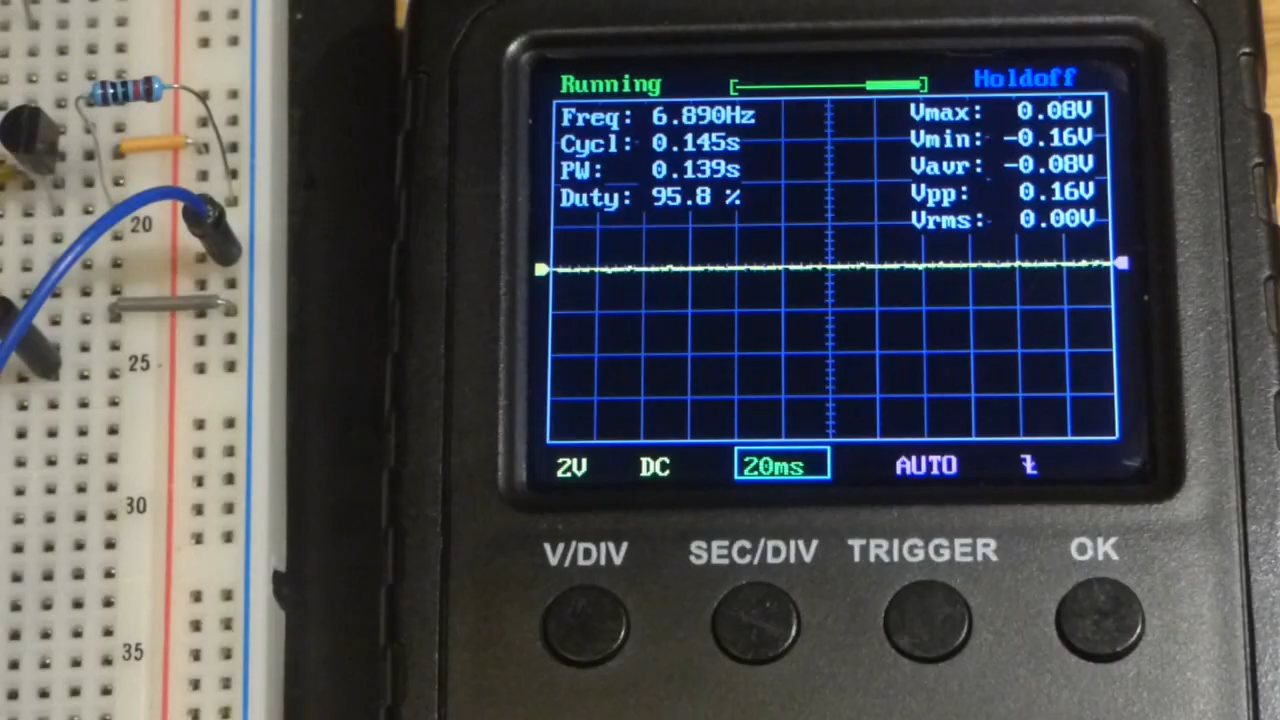 Running
Holdoff
Freq: 6.890Hz
Cycl: 0.145s
PW: 0.139s
Duty: 95.8 %
Vmax: 0.08V
Vmin: -0.16V
Vavr: -0.08V
Vpp: 0.16V
Vrms: 0.00V
2V DC 20ms AUTO
V/DIV SEC/DIV TRIGGER OK
20
25
30
35